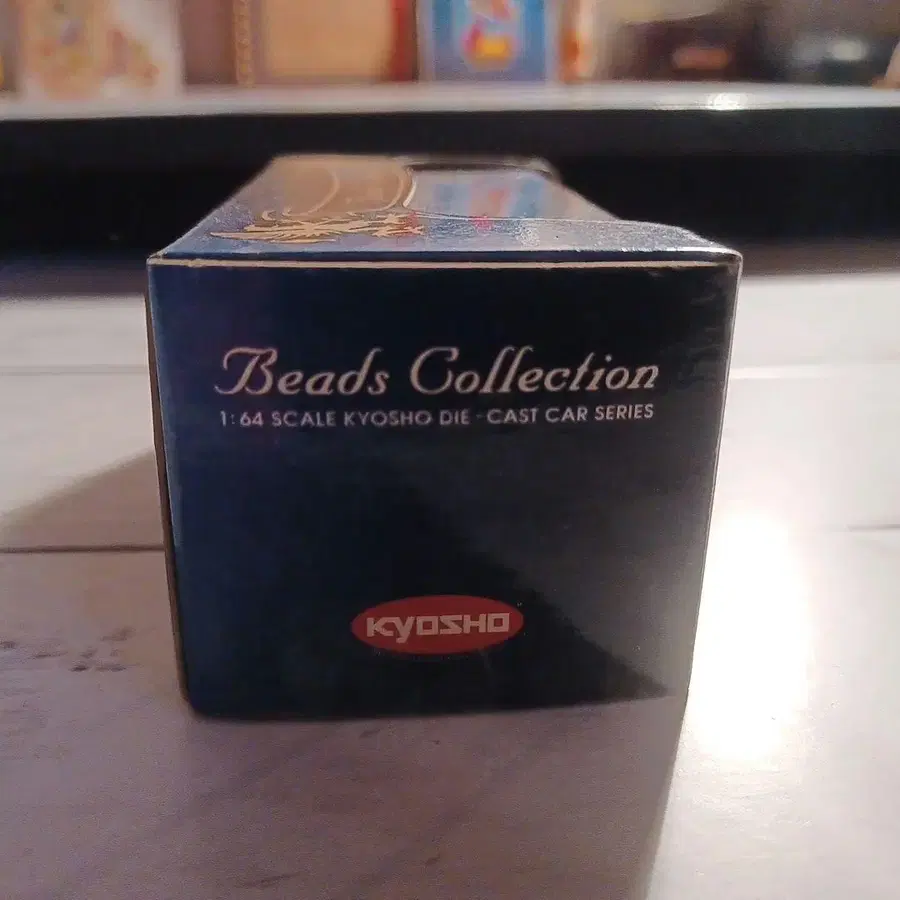 Beads Collection
1:64 SCALE KYOSHO DIE-CAST CAR SERIES
KYOSHO